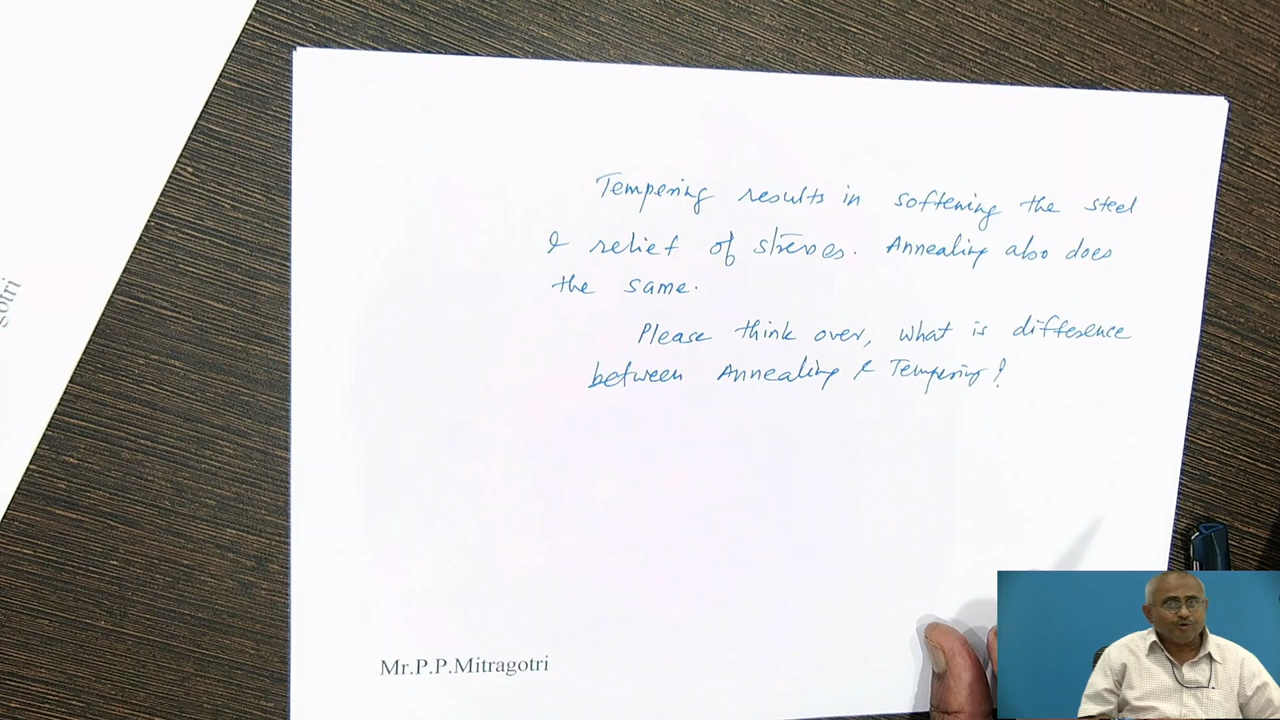 Tempering results in softening the steel
& relief of stresses. Annealing also does
the same.
Please think over, what is difference
between Annealing & Tempering?
Mr.P.P.Mitragotri
otri